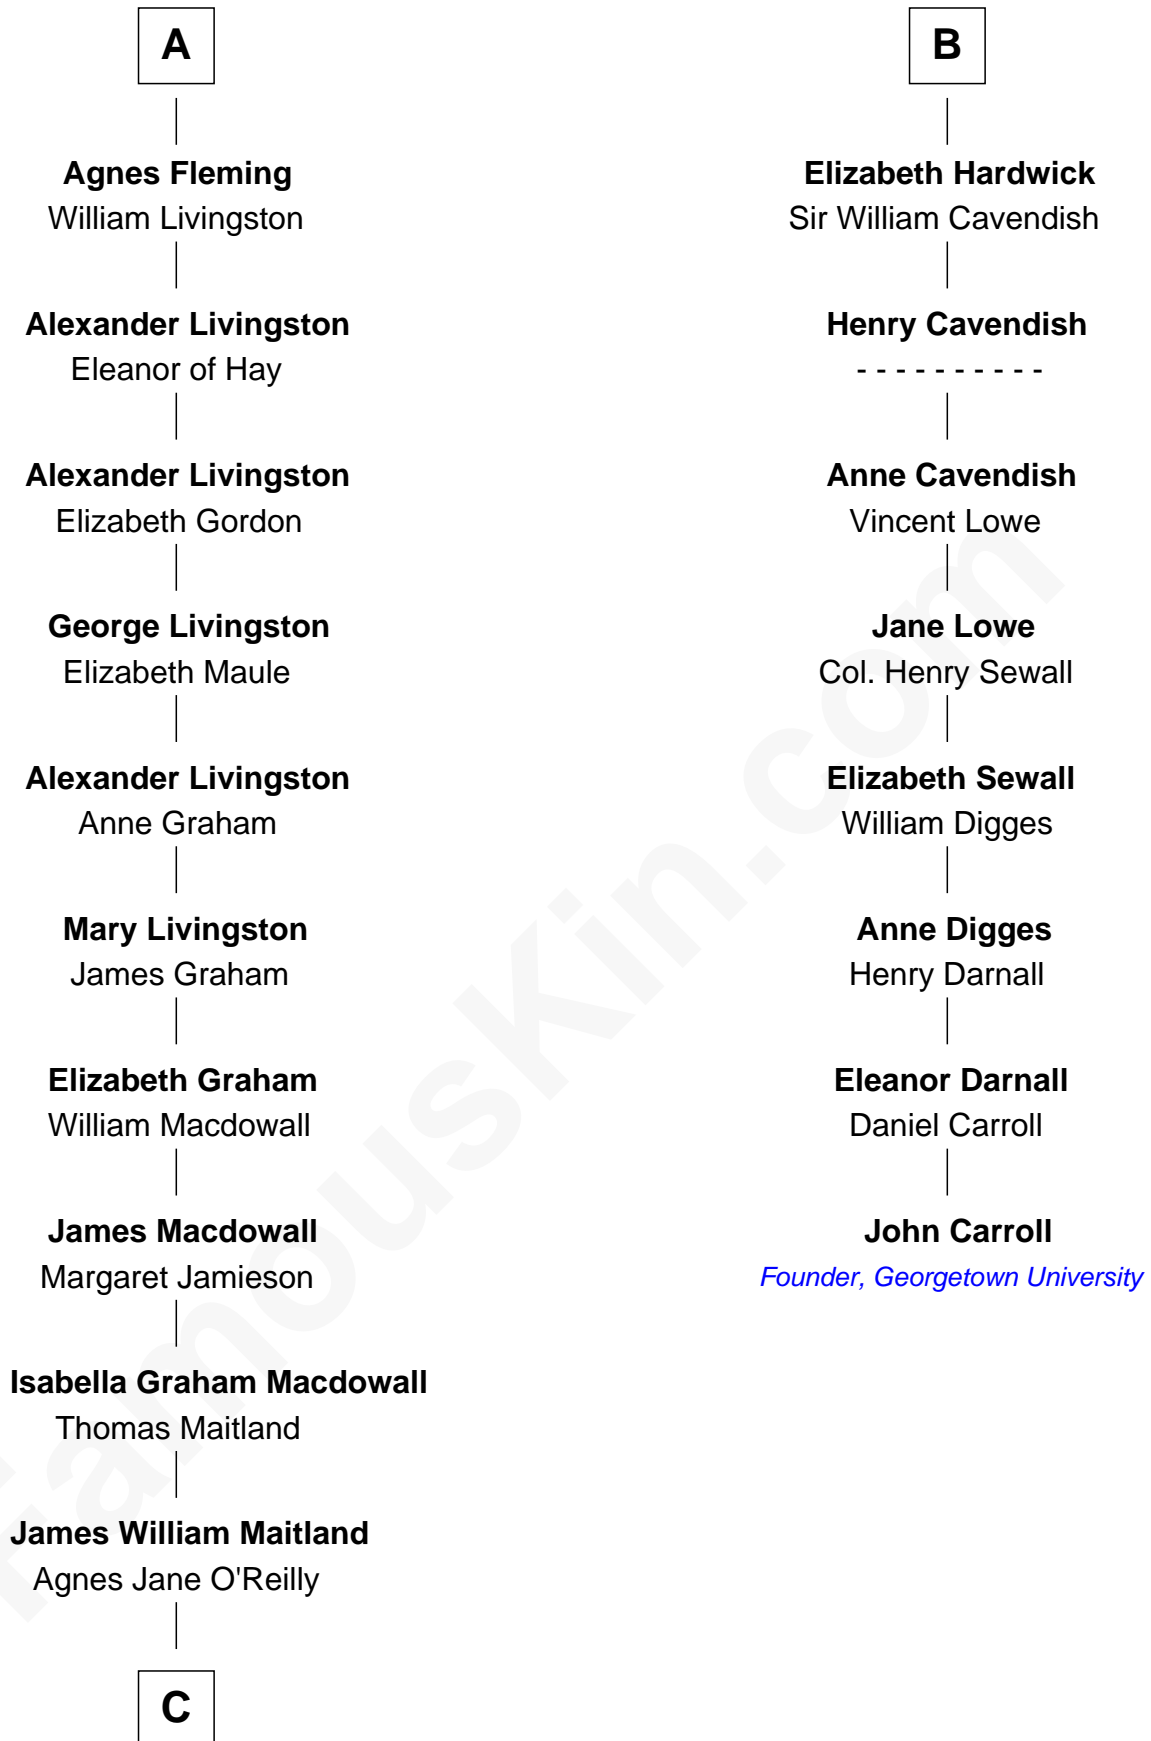 A
Agnes Fleming
William Livingston
Alexander Livingston
Eleanor of Hay
Alexander Livingston
Elizabeth Gordon
George Livingston
Elizabeth Maule
Alexander Livingston
Anne Graham
Mary Livingston
James Graham
Elizabeth Graham
William Macdowall
James Macdowall
Margaret Jamieson
Isabella Graham Macdowall
Thomas Maitland
James William Maitland
Agnes Jane O'Reilly
C
B
Elizabeth Hardwick
Sir William Cavendish
Henry Cavendish
- - - - - - - - - -
Anne Cavendish
Vincent Lowe
Jane Lowe
Col. Henry Sewall
Elizabeth Sewall
William Digges
Anne Digges
Henry Darnall
Eleanor Darnall
Daniel Carroll
John Carroll
Founder, Georgetown University
FamousKin.com